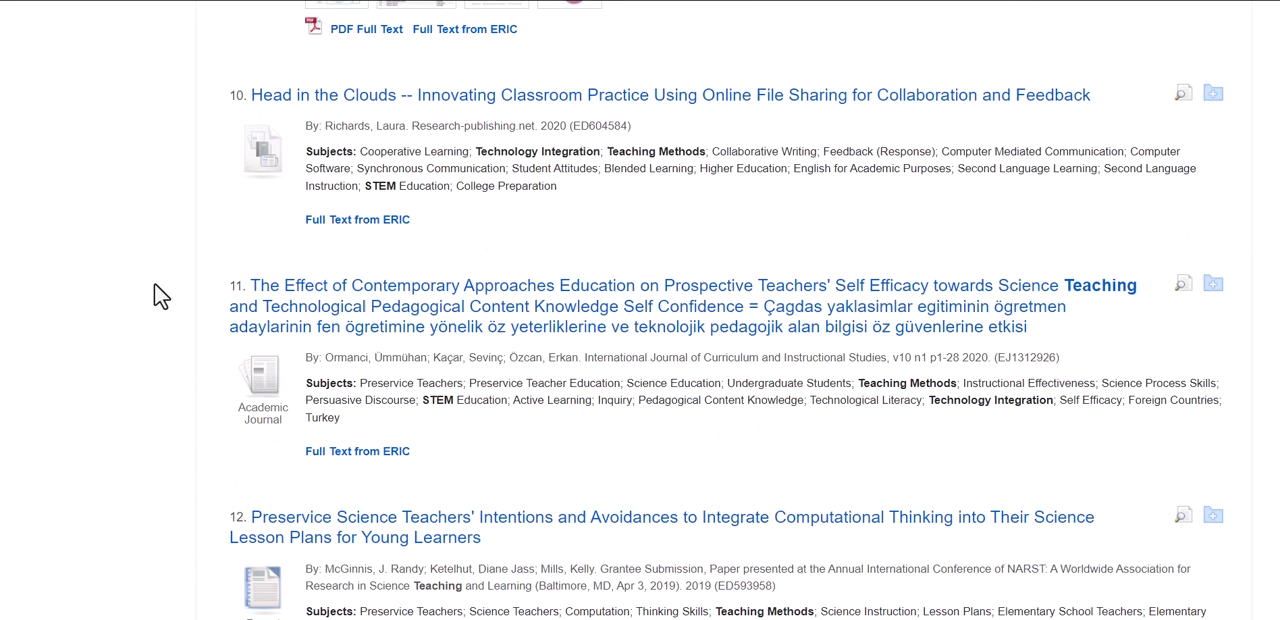 PDF Full Text Full Text from ERIC
10. Head in the Clouds -- Innovating Classroom Practice Using Online File Sharing for Collaboration and Feedback
By: Richards, Laura. Research-publishing.net. 2020 (ED604584)
Subjects: Cooperative Learning; Technology Integration; Teaching Methods; Collaborative Writing; Feedback (Response); Computer Mediated Communication; Computer
Software; Synchronous Communication; Student Attitudes; Blended Learning; Higher Education; English for Academic Purposes; Second Language Learning; Second Language
Instruction; STEM Education; College Preparation
Full Text from ERIC
11. The Effect of Contemporary Approaches Education on Prospective Teachers' Self Efficacy towards Science Teaching
and Technological Pedagogical Content Knowledge Self Confidence = Çagdas yaklasimlar egitiminin ögretmen
adaylarinin fen ögretimine yönelik öz yeterliklerine ve teknolojik pedagojik alan bilgisi öz güvenlerine etkisi
By: Ormanci, Ümmühan; Kaçar, Sevinç; Özcan, Erkan. International Journal of Curriculum and Instructional Studies, v10 n1 p1-28 2020. (EJ1312926)
Subjects: Preservice Teachers; Preservice Teacher Education; Science Education; Undergraduate Students; Teaching Methods; Instructional Effectiveness; Science Process Skills;
Persuasive Discourse; STEM Education; Active Learning; Inquiry; Pedagogical Content Knowledge; Technological Literacy; Technology Integration; Self Efficacy; Foreign Countries;
Turkey
Academic
Journal
Full Text from ERIC
12. Preservice Science Teachers' Intentions and Avoidances to Integrate Computational Thinking into Their Science
Lesson Plans for Young Learners
By: McGinnis, J. Randy; Ketelhut, Diane Jass; Mills, Kelly. Grantee Submission, Paper presented at the Annual International Conference of NARST: A Worldwide Association for
Research in Science Teaching and Learning (Baltimore, MD, Apr 3, 2019). 2019 (ED593958)
Subjects: Preservice Teachers; Science Teachers; Computation; Thinking Skills; Teaching Methods; Science Instruction; Lesson Plans; Elementary School Teachers; Elementary